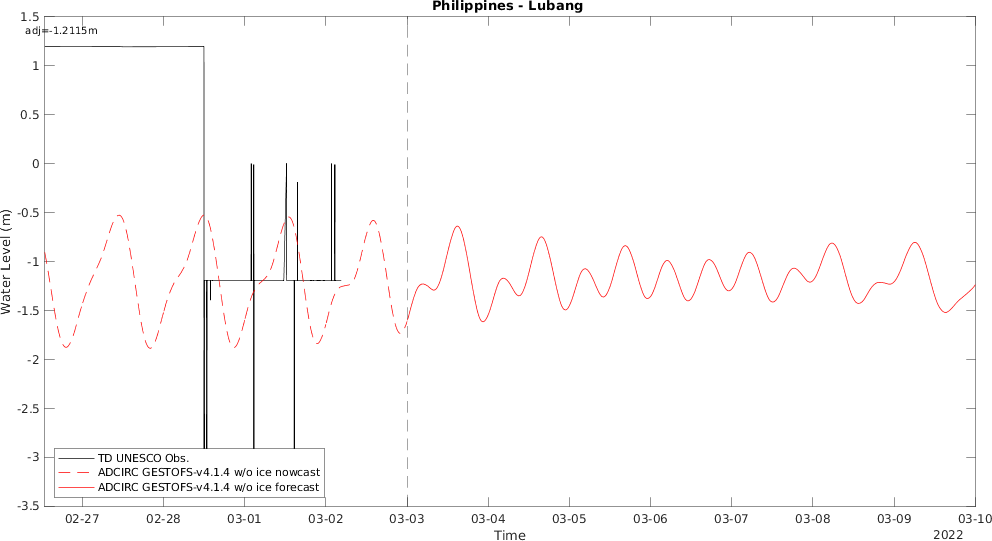 Philippines - Lubang
adj=-1.2115m
1.5
1
0.5
0
-0.5
-1
-1.5
-2
-2.5
-3
-3.5
Water Level (m)
TD UNESCO Obs.
ADCIRC GESTOFS-v4.1.4 w/o ice nowcast
ADCIRC GESTOFS-v4.1.4 w/o ice forecast
02-27 02-28 03-01 03-02 03-03 03-04 03-05 03-06 03-07 03-08 03-09 03-10
Time
2022